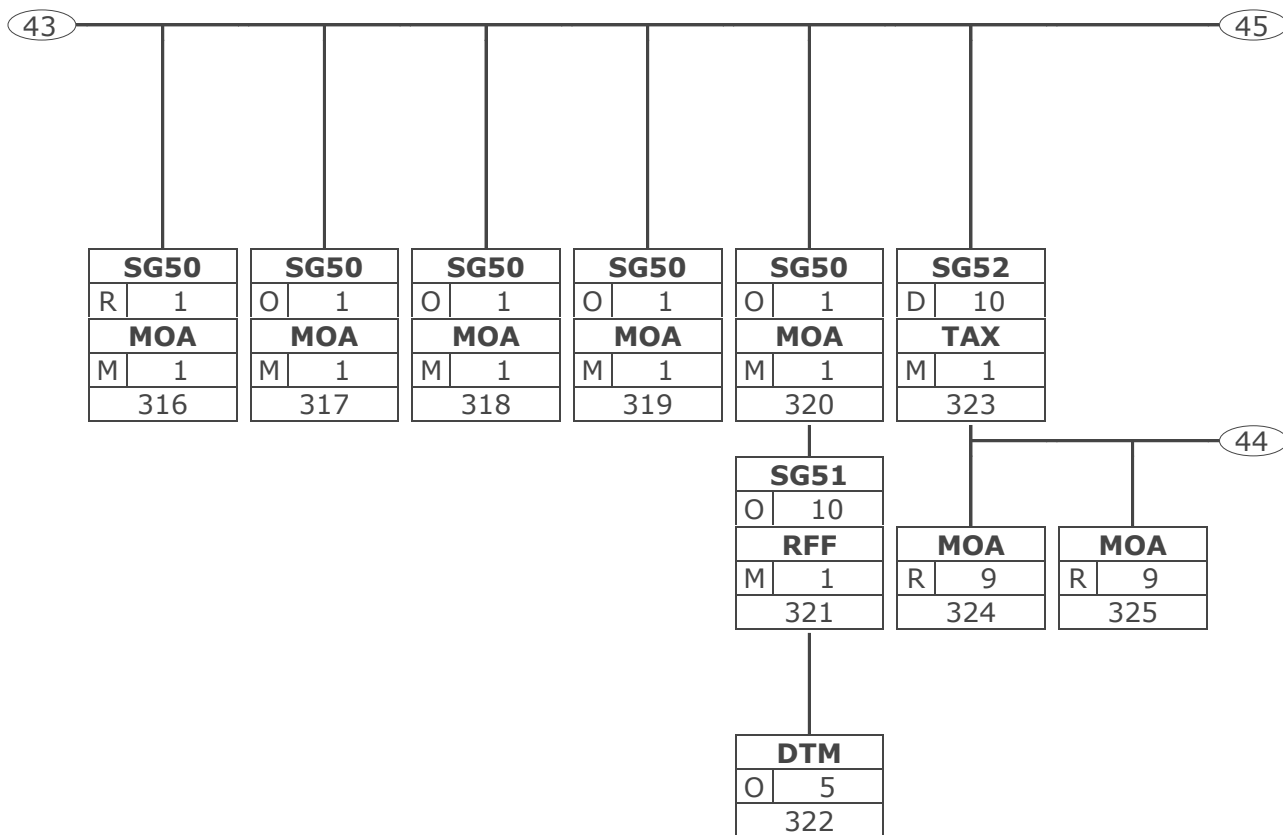 43 45
SG50 SG50 SG50 SG50 SG50 SG52
R 1 O 1 O 1 O 1 O 1 D 10
MOA MOA MOA MOA MOA TAX
M 1 M 1 M 1 M 1 M 1 M 1
316 317 318 319 320 323
44
SG51
O 10
RFF MOA MOA
M 1 R 9 R 9
321 324 325
DTM
O 5
322